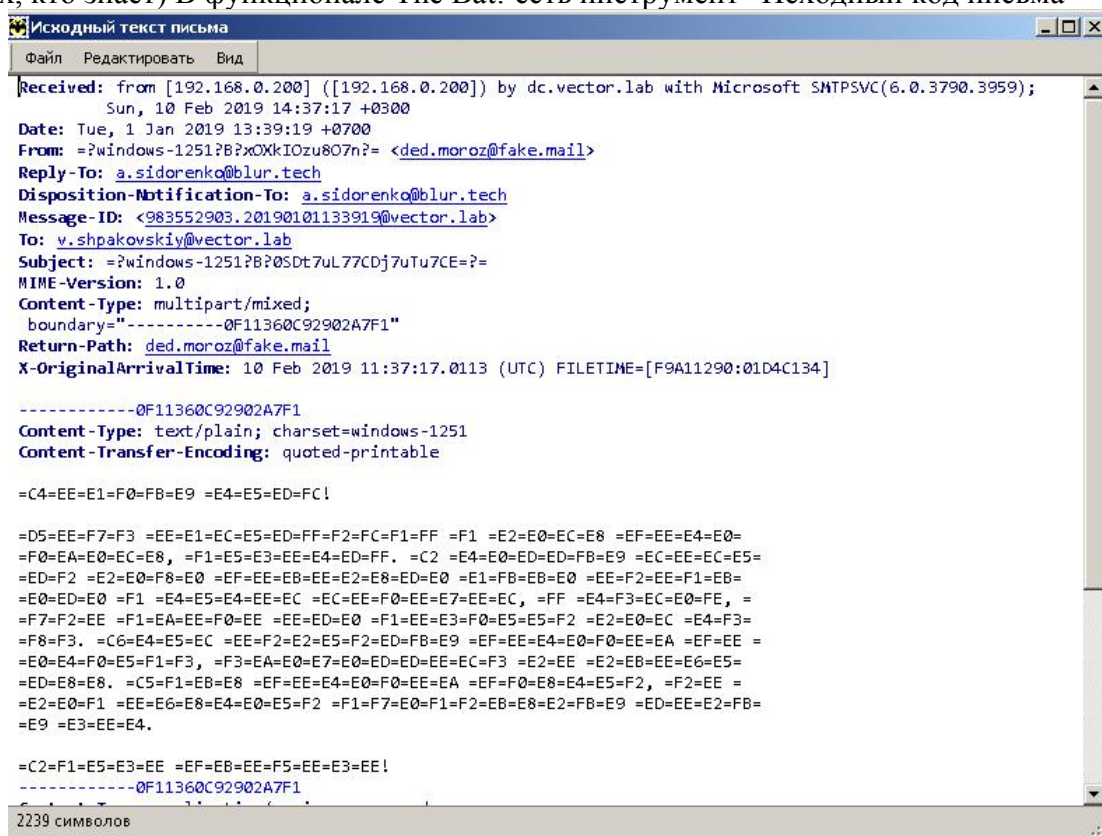 кто знает) В функционале The Bat! есть инструмент "Исходный код письма"
Исходный текст письма
Файл Редактировать Вид
Received: from [192.168.0.200] ([192.168.0.200]) by dc.vector.lab with Microsoft SMTPSVC(6.0.3790.3959);
Sun, 10 Feb 2019 14:37:17 +0300
Date: Tue, 1 Jan 2019 13:39:19 +0700
From: =?windows-1251?B?xOXkIOzu8O7n?= <ded.moroz@fake.mail>
Reply-To: a.sidorenko@blur.tech
Disposition-Notification-To: a.sidorenko@blur.tech
Message-ID: <983552903.20190101133919@vector.lab>
To: v.shpakovskiy@vector.lab
Subject: =?windows-1251?B?0SDt7uL77CDj7uTu7CE=?=
MIME-Version: 1.0
Content-Type: multipart/mixed;
boundary="----------0F11360C92902A7F1"
Return-Path: ded.moroz@fake.mail
X-OriginalArrivalTime: 10 Feb 2019 11:37:17.0113 (UTC) FILETIME=[F9A11290:01D4C134]
------------0F11360C92902A7F1
Content-Type: text/plain; charset=windows-1251
Content-Transfer-Encoding: quoted-printable
=C4=EE=E1=F0=FB=E9 =E4=E5=ED=FC!
=D5=EE=F7=F3 =EE=E1=EC=E5=ED=FF=F2=FC=F1=FF =F1 =E2=E0=EC=E8 =EF=EE=E4=E0=
=F0=EA=E0=EC=E8, =F1=E5=E3=EE=E4=ED=FF. =C2 =E4=E0=ED=ED=FB=E9 =EC=EE=EC=E5=
=ED=F2 =E2=E0=F8=E0 =EF=EE=EB=EE=E2=E8=ED=E0 =E1=FB=EB=E0 =EE=F2=EE=F1=EB=
=E0=ED=E0 =F1 =E4=E5=E4=EE=EC =EC=EE=F0=EE=E7=EE=EC, =FF =E4=F3=EC=E0=FE, =
=F7=F2=EE =F1=EA=EE=F0=EE =EE=ED=E0 =F1=EE=E3=F0=E5=E5=F2 =E2=E0=EC =E4=F3=
=F8=F3. =C6=E4=E5=EC =EE=F2=E2=E5=F2=ED=FB=E9 =EF=EE=E4=E0=F0=EE=EA =EF=EE =
=E0=E4=F0=E5=F1=F3, =F3=EA=E0=E7=E0=ED=ED=EE=EC=F3 =E2=EE =E2=EB=EE=E6=E5=
=ED=E8=E8. =C5=F1=EB=E8 =EF=EE=E4=E0=F0=EE=EA =EF=F0=E8=E4=E5=F2, =F2=EE =
=E2=E0=F1 =EE=E6=E8=E4=E0=E5=F2 =F1=F7=E0=F1=F2=EB=E8=E2=FB=E9 =ED=EE=E2=FB=
=E9 =E3=EE=E4.
=C2=F1=E5=E3=EE =EF=EB=EE=F5=EE=E3=EE!
------------0F11360C92902A7F1
2239 символов